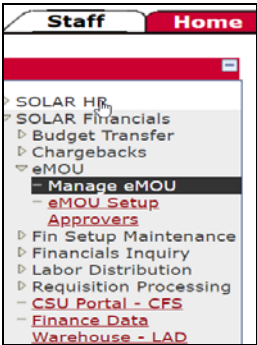 Staff Home
SOLAR HR
SOLAR Financials
Budget Transfer
Chargebacks
eMOU
- Manage eMOU
- eMOU Setup
Approvers
Fin Setup Maintenance
Financials Inquiry
Labor Distribution
Requisition Processing
- CSU Portal - CFS
- Finance Data
Warehouse - LAD